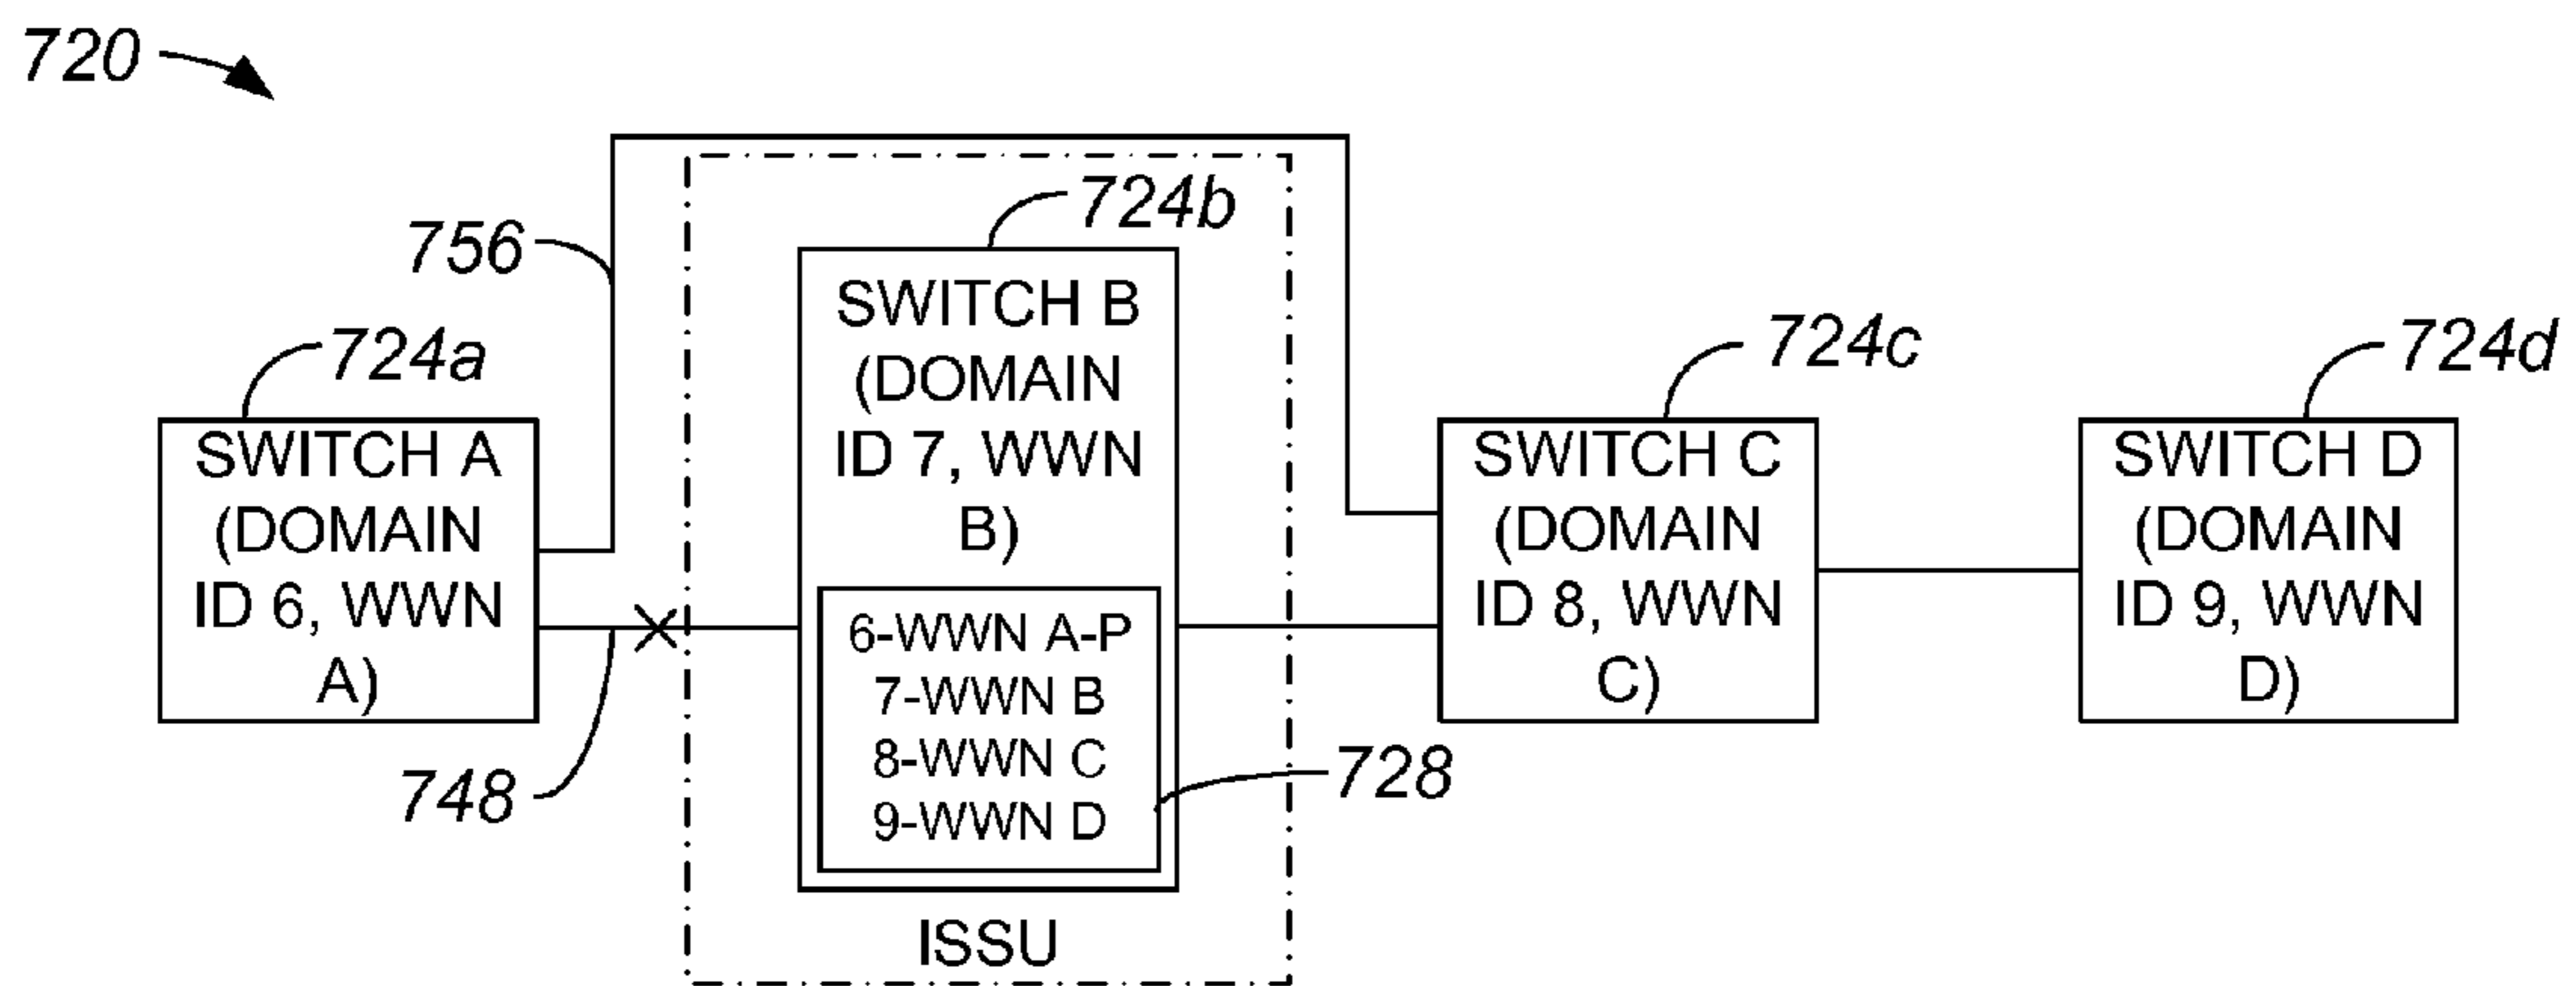 720
724b
756
SWITCH B
(DOMAIN
ID 7, WWN
B)
724a
724c
724d
SWITCH A
(DOMAIN
ID 6, WWN
A)
SWITCH C
(DOMAIN
ID 8, WWN
C)
SWITCH D
(DOMAIN
ID 9, WWN
D)
6-WWN A-P
7-WWN B
8-WWN C
9-WWN D
748
728
ISSU